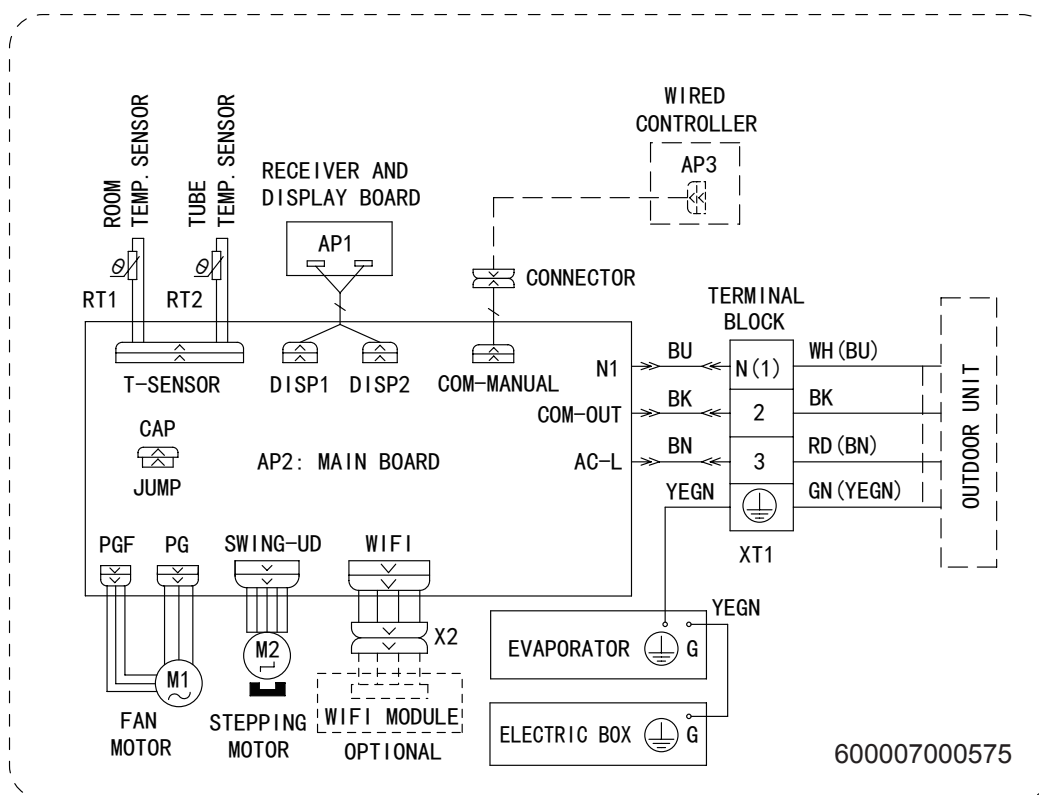 WIRED
CONTROLLER
AP3
ROOM
TEMP. SENSOR
TUBE
TEMP. SENSOR
RECEIVER AND
DISPLAY BOARD
AP1
θ
θ
RT1
RT2
CONNECTOR
TERMINAL
BLOCK
T-SENSOR
DISP1
DISP2
COM-MANUAL
N1
BU
N(1)
WH(BU)
COM-OUT
BK
2
BK
CAP
JUMP
AP2: MAIN BOARD
AC-L
BN
3
RD(BN)
YEGN
GN(YEGN)
OUTDOOR UNIT
XT1
PGF
PG
SWING-UD
WIFI
YEGN
X2
M1
M2
EVAPORATOR
G
WIFI MODULE
OPTIONAL
FAN
MOTOR
STEPPING
MOTOR
ELECTRIC BOX
G
600007000575